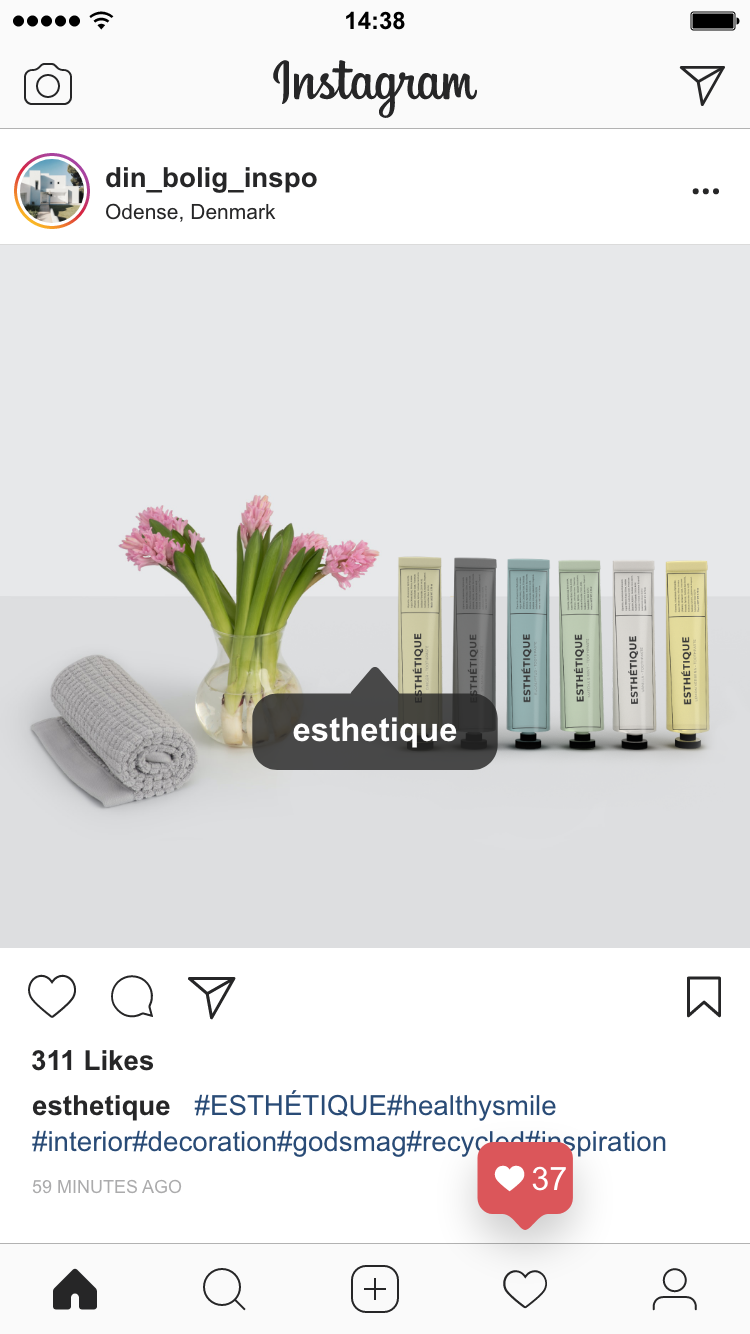 14:38
Instagram
din_bolig_inspo
Odense, Denmark
ESTHÉTIQUE
ESTHÉTIQUE
ESTHÉTIQUE
ESTHÉTIQUE
ESTHÉTIQUE
ESTHÉTIQUE
esthetique
311 Likes
esthetique #ESTHÉTIQUE#healthysmile
#interior#decoration#godsmag#recycled#inspiration
37
59 MINUTES AGO